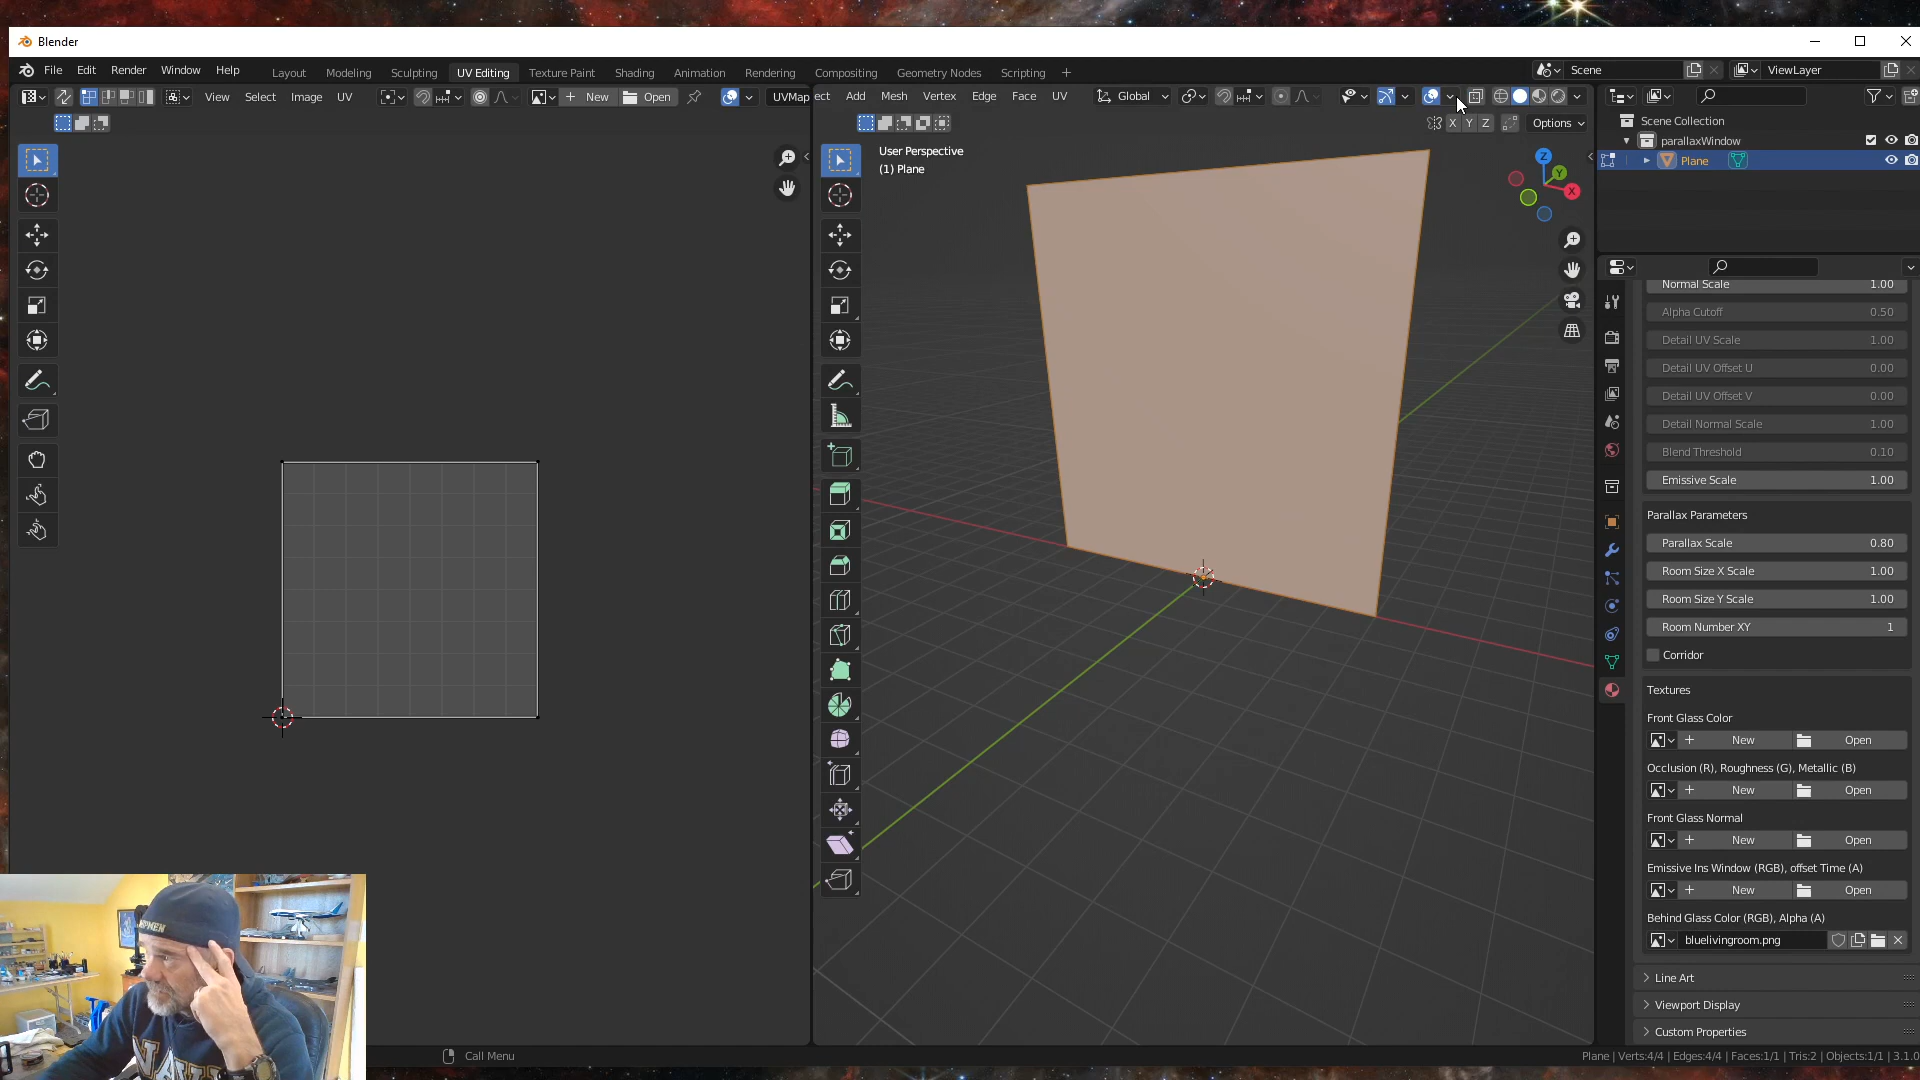 Blender
File Edit Render Window Help
Layout Modeling Sculpting UV Editing Texture Paint Shading Animation Rendering Compositing Geometry Nodes Scripting +
Scene
ViewLayer
View Select Image UV
New
Open
UVMap
ect Add Mesh Vertex Edge Face UV
Global
X Y Z
Options
User Perspective
(1) Plane
Z
Y
X
Scene Collection
parallaxWindow
Plane
Normal Scale 1.00
Alpha Cutoff 0.50
Detail UV Scale 1.00
Detail UV Offset U 0.00
Detail UV Offset V 0.00
Detail Normal Scale 1.00
Blend Threshold 0.10
Emissive Scale 1.00
Parallax Parameters
Parallax Scale 0.80
Room Size X Scale 1.00
Room Size Y Scale 1.00
Room Number XY 1
Corridor
Textures
Front Glass Color
New Open
Occlusion (R), Roughness (G), Metallic (B)
New Open
Front Glass Normal
New Open
Emissive Ins Window (RGB), offset Time (A)
New Open
Behind Glass Color (RGB), Alpha (A)
bluelivingroom.png
Line Art
Viewport Display
Custom Properties
Call Menu
Plane | Verts:4/4 | Edges:4/4 | Faces:1/1 | Tris:2 | Objects:1/1 | 3.1.0